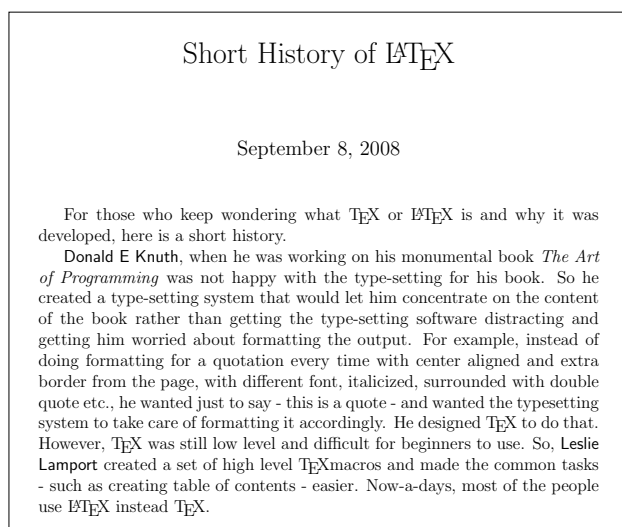 Short History of LATEX
September 8, 2008
For those who keep wondering what TEX or LATEX is and why it was
developed, here is a short history.
Donald E Knuth, when he was working on his monumental book The Art
of Programming was not happy with the type-setting for his book. So he
created a type-setting system that would let him concentrate on the content
of the book rather than getting the type-setting software distracting and
getting him worried about formatting the output. For example, instead of
doing formatting for a quotation every time with center aligned and extra
border from the page, with different font, italicized, surrounded with double
quote etc., he wanted just to say - this is a quote - and wanted the typesetting
system to take care of formatting it accordingly. He designed TEX to do that.
However, TEX was still low level and difficult for beginners to use. So, Leslie
Lamport created a set of high level TEXmacros and made the common tasks
- such as creating table of contents - easier. Now-a-days, most of the people
use LATEX instead TEX.